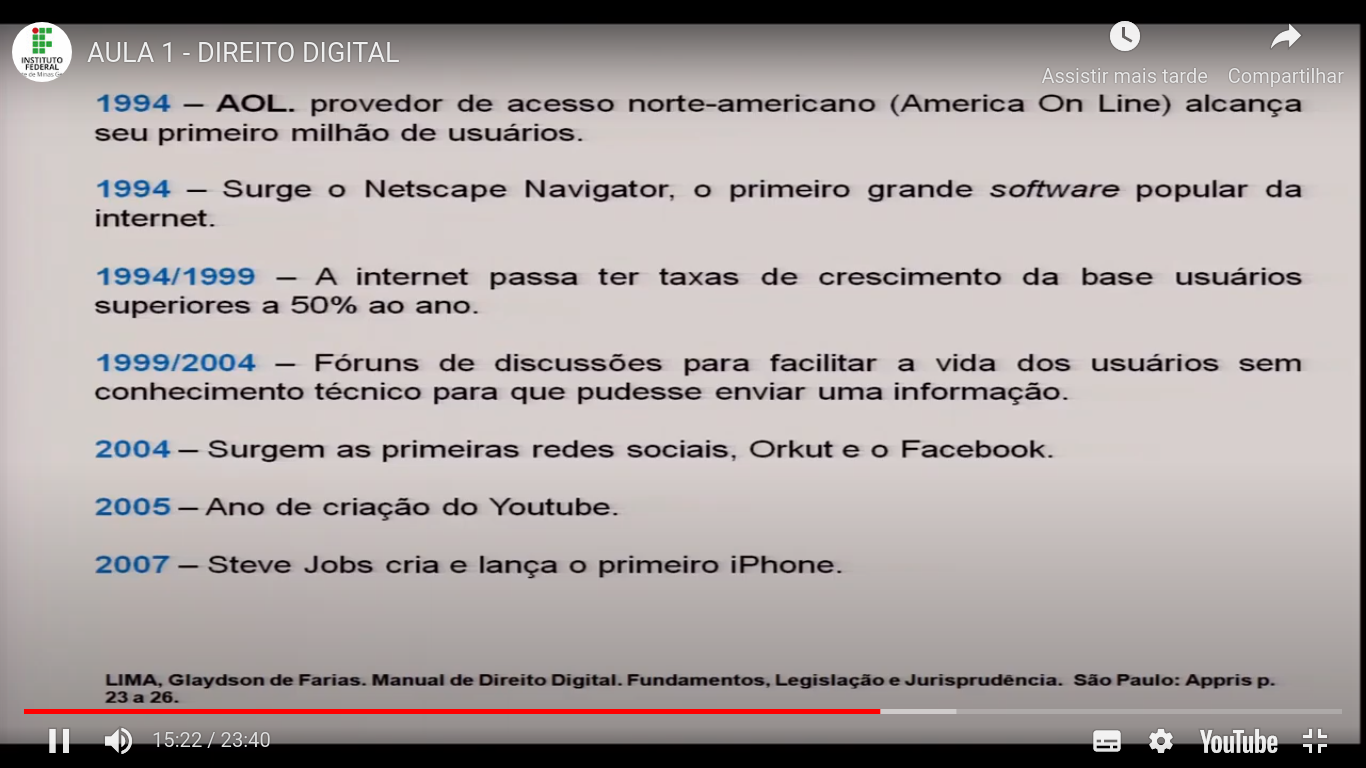 INSTITUTO
FEDERAL
AULA 1 - DIREITO DIGITAL
Assistir mais tarde
Compartilhar
1994 – AOL. provedor de acesso norte-americano (America On Line) alcança
seu primeiro milhão de usuários.
1994 – Surge o Netscape Navigator, o primeiro grande software popular da
internet.
1994/1999 – A internet passa ter taxas de crescimento da base usuários
superiores a 50% ao ano.
1999/2004 – Fóruns de discussões para facilitar a vida dos usuários sem
conhecimento técnico para que pudesse enviar uma informação.
2004 – Surgem as primeiras redes sociais, Orkut e o Facebook.
2005 – Ano de criação do Youtube.
2007 – Steve Jobs cria e lança o primeiro iPhone.
LIMA, Glaydson de Farias. Manual de Direito Digital. Fundamentos, Legislação e Jurisprudência. São Paulo: Appris p.
23 a 26.
15:22 / 23:40
YouTube